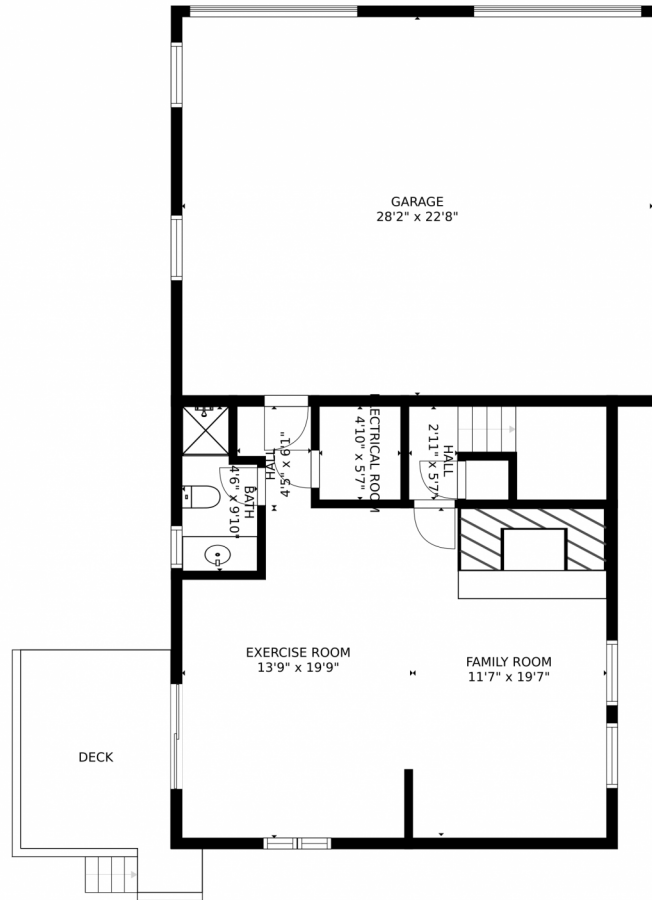 GARAGE
28'2" x 22'8"
HALL
4'5" x 6'1"
ELECTRICAL ROOM
4'10" x 5'7"
HALL
2'11" x 5'7"
BATH
4'6" x 9'10"
EXERCISE ROOM
13'9" x 19'9"
FAMILY ROOM
11'7" x 19'7"
DECK